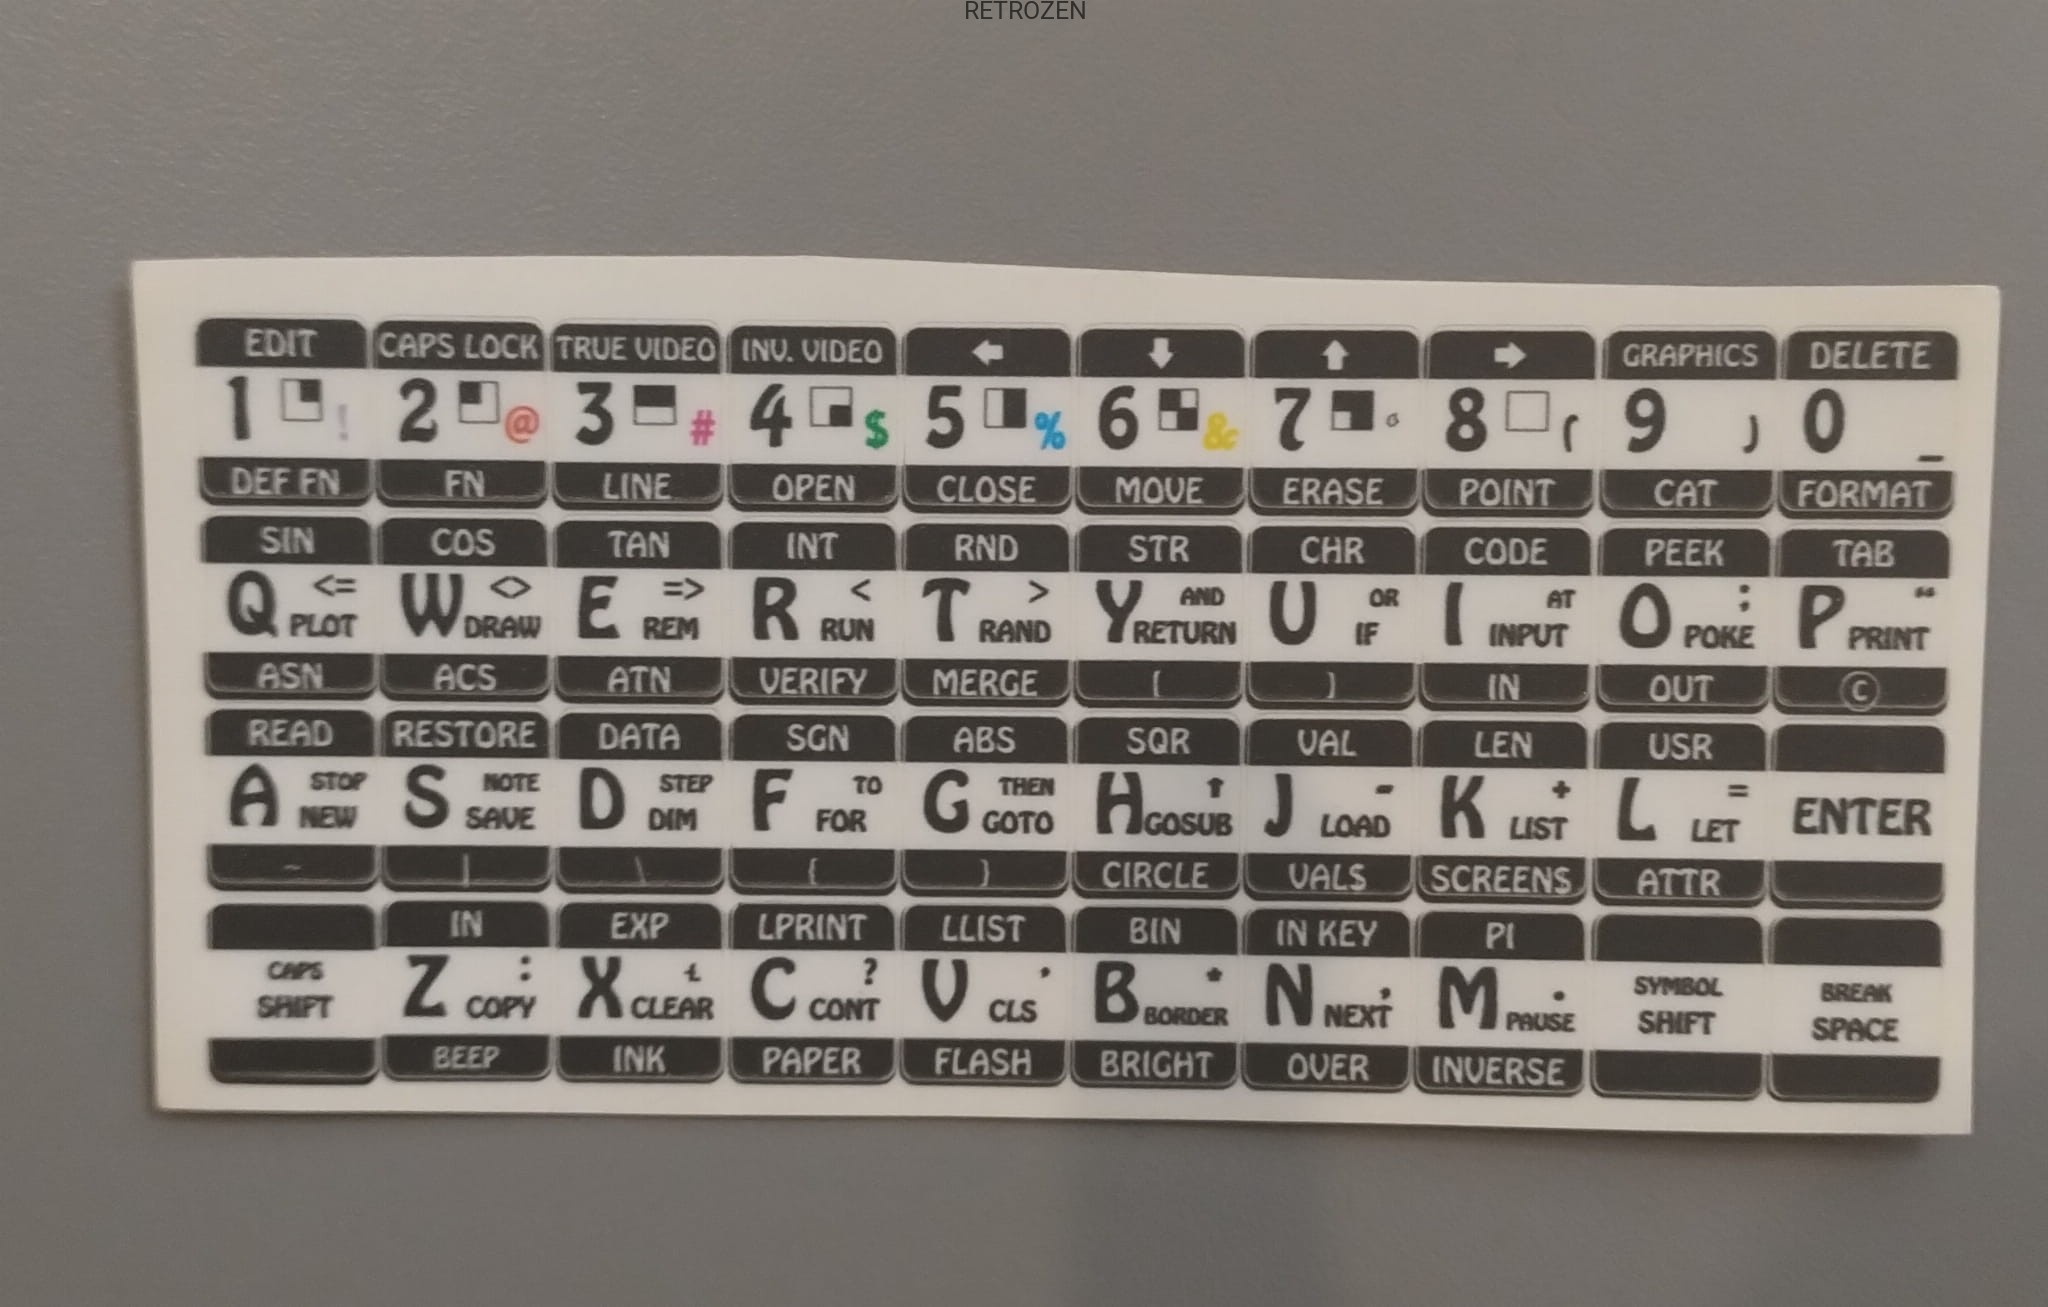 RETROZEN
EDIT CAPS LOCK TRUE VIDEO INV. VIDEO ← ↓ ↑ → GRAPHICS DELETE
1 ! 2 @ 3 # 4 $ 5 % 6 & 7 8 ( 9 ) 0 _
DEF FN FN LINE OPEN CLOSE MOVE ERASE POINT CAT FORMAT
SIN COS TAN INT RND STR CHR CODE PEEK TAB
Q <= W <> E => R < T > Y AND U OR I AT O ; P "
PLOT DRAW REM RUN RAND RETURN IF INPUT POKE PRINT
ASN ACS ATN VERIFY MERGE [ ] IN OUT ©
READ RESTORE DATA SGN ABS SQR VAL LEN USR
A STOP S NOTE D STEP F TO G THEN H ↑ J - K + L = ENTER
NEW SAVE DIM FOR GOTO GOSUB LOAD LIST LET
~ | \ { } CIRCLE VALS SCREENS ATTR
IN EXP LPRINT LLIST BIN IN KEY PI
CAPS Z : X £ C ? V ' B * N , M . SYMBOL BREAK
SHIFT COPY CLEAR CONT CLS BORDER NEXT PAUSE SHIFT SPACE
BEEP INK PAPER FLASH BRIGHT OVER INVERSE